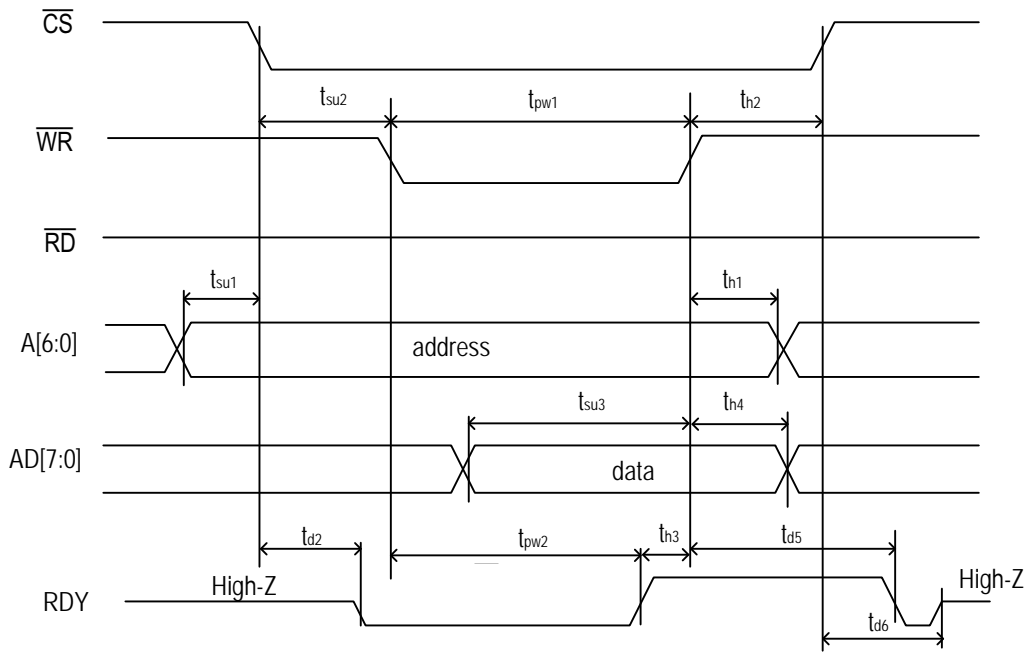 CS
tsu2 tpw1 th2
WR
RD
tsu1 th1
A[6:0] address
tsu3 th4
AD[7:0] data
td2 tpw2 th3 td5
RDY High-Z High-Z
td6